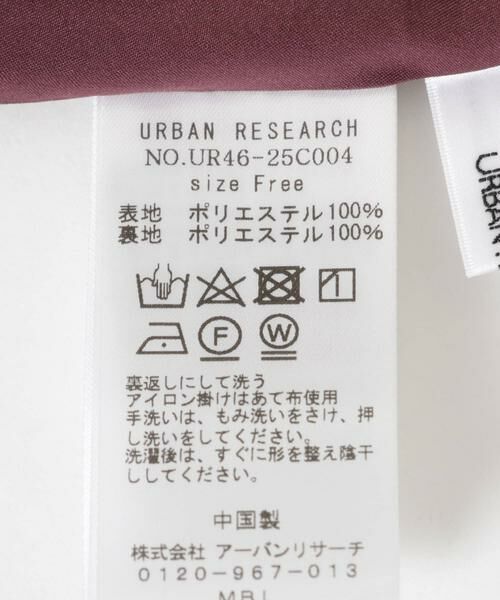 URBAN RESEARCH
NO.UR46-25C004
size Free
表地 ポリエステル100%
裏地 ポリエステル100%
F W
裏返しにして洗う
アイロン掛けはあて布使用
手洗いは、もみ洗いをさけ、押
し洗いをしてください。
洗濯後は、すぐに形を整え陰干
ししてください。
中国製
株式会社 アーバンリサーチ
0120-967-013
MBL
URBAN